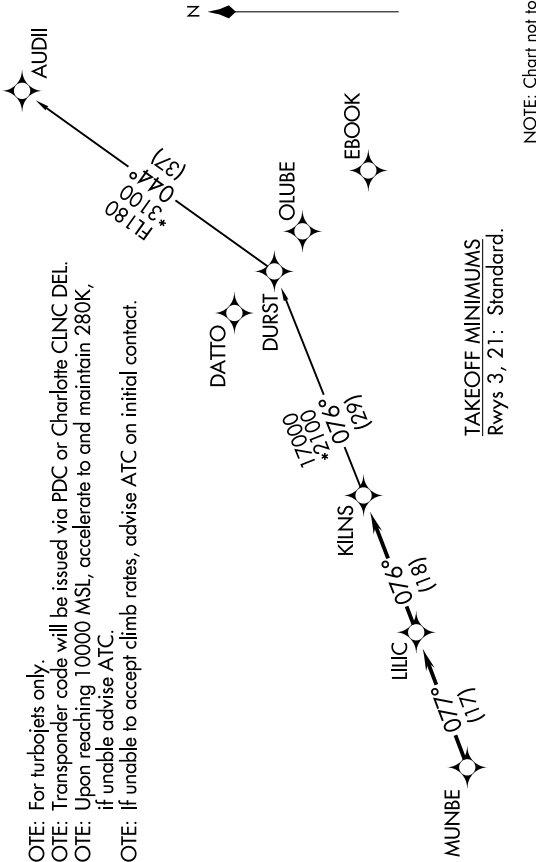 OTE: For turbojets only.
OTE: Transponder code will be issued via PDC or Charlotte CLNC DEL.
OTE: Upon reaching 10000 MSL, accelerate to and maintain 280K,
if unable advise ATC.
OTE: If unable to accept climb rates, advise ATC on initial contact.
N
AUDII
FL180
*3100
044°
(37)
DATTO
DURST
OLUBE
EBOOK
17000
*2100
076°
(29)
KILNS
076°
(18)
LILIC
077°
(17)
MUNBE
TAKEOFF MINIMUMS
Rwys 3, 21: Standard.
NOTE: Chart not to